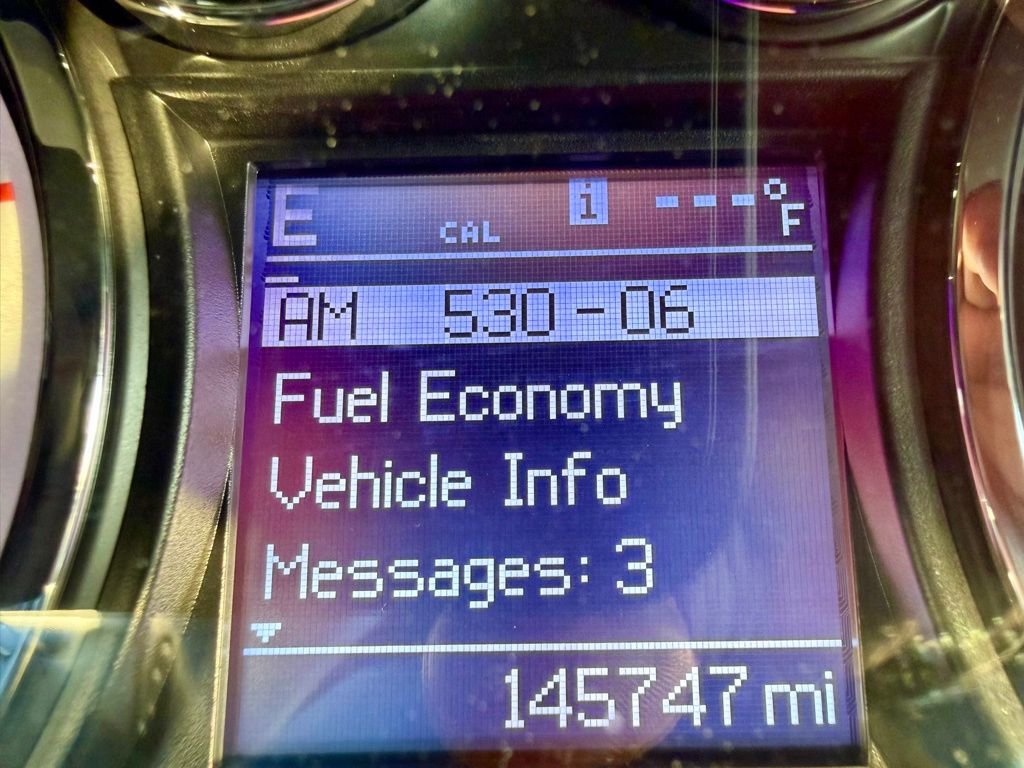 E CAL i ---°F
AM 530-06
Fuel Economy
Vehicle Info
Messages: 3
145747 mi